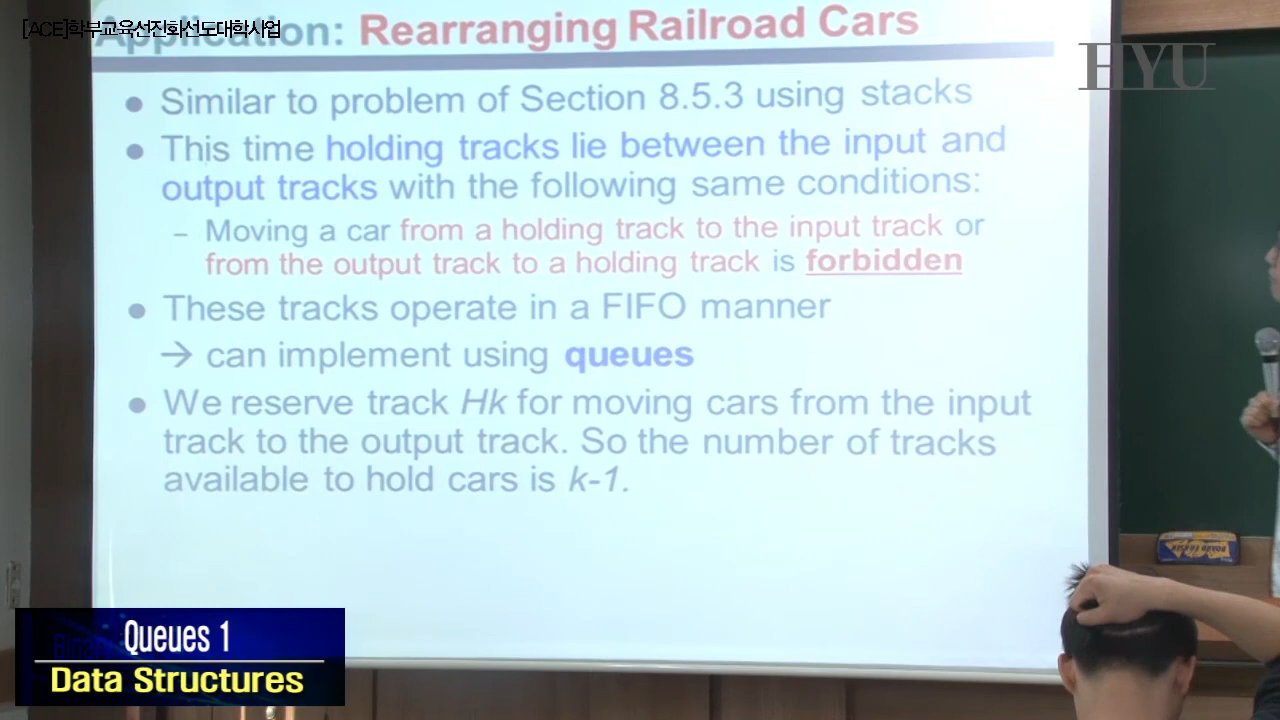 [ACE]학부교육선진화선도대학사업
Application: Rearranging Railroad Cars
HYU
● Similar to problem of Section 8.5.3 using stacks
● This time holding tracks lie between the input and
output tracks with the following same conditions:
– Moving a car from a holding track to the input track or
from the output track to a holding track is forbidden
● These tracks operate in a FIFO manner
→ can implement using queues
● We reserve track Hk for moving cars from the input
track to the output track. So the number of tracks
available to hold cars is k-1.
Queues 1
Data Structures